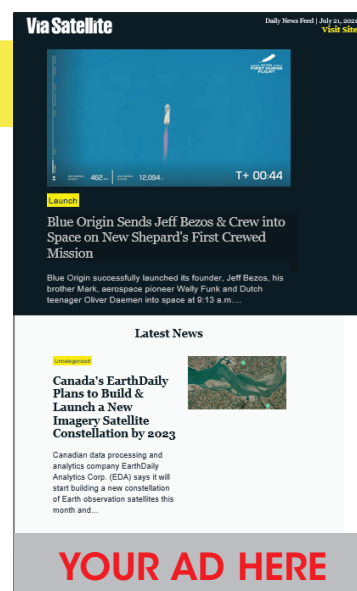 Via Satellite
Daily News Feed | July 21, 2021
Visit Site
FIRST HUMAN
FLIGHT
462
12,094
T+ 00:44
Launch
Blue Origin Sends Jeff Bezos & Crew into
Space on New Shepard's First Crewed
Mission
Blue Origin successfully launched its founder, Jeff Bezos, his
brother Mark, aerospace pioneer Wally Funk and Dutch
teenager Oliver Daemen into space at 9:13 a.m....
Latest News
Uncategorized
Canada's EarthDaily
Plans to Build &
Launch a New
Imagery Satellite
Constellation by 2023
Canadian data processing and
analytics company EarthDaily
Analytics Corp. (EDA) says it will
start building a new constellation
of Earth observation satellites this
month and...
YOUR AD HERE